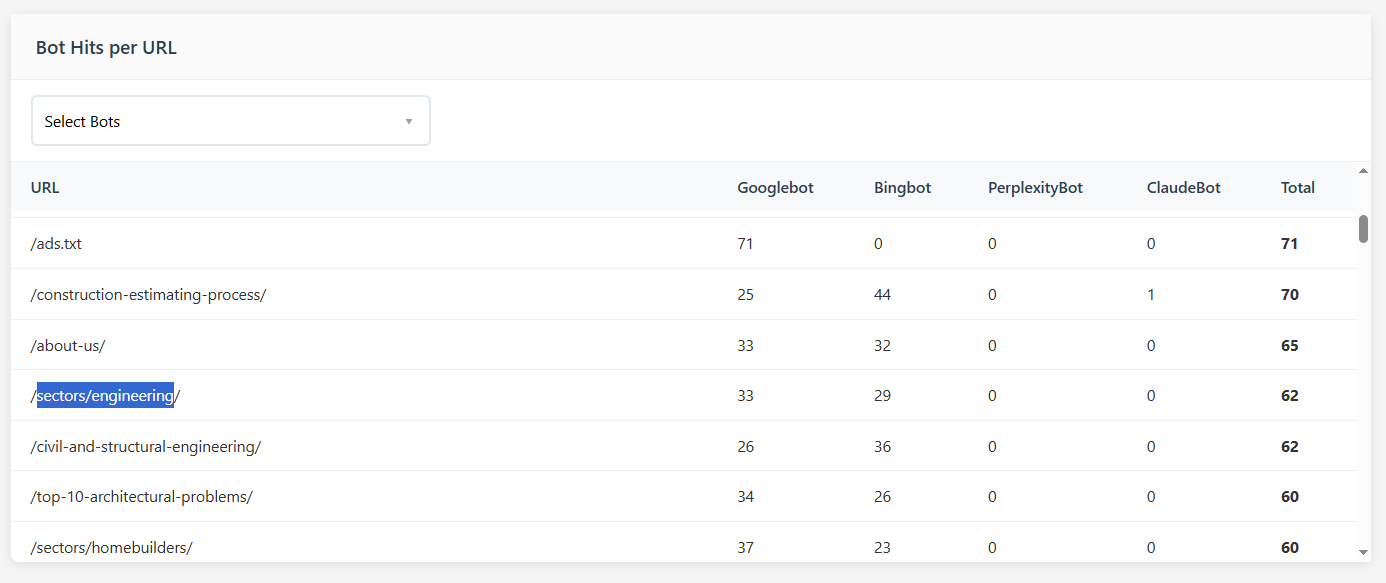 Bot Hits per URL
Select Bots
URL Googlebot Bingbot PerplexityBot ClaudeBot Total
/ads.txt 71 0 0 0 71
/construction-estimating-process/ 25 44 0 1 70
/about-us/ 33 32 0 0 65
/sectors/engineering/ 33 29 0 0 62
/civil-and-structural-engineering/ 26 36 0 0 62
/top-10-architectural-problems/ 34 26 0 0 60
/sectors/homebuilders/ 37 23 0 0 60